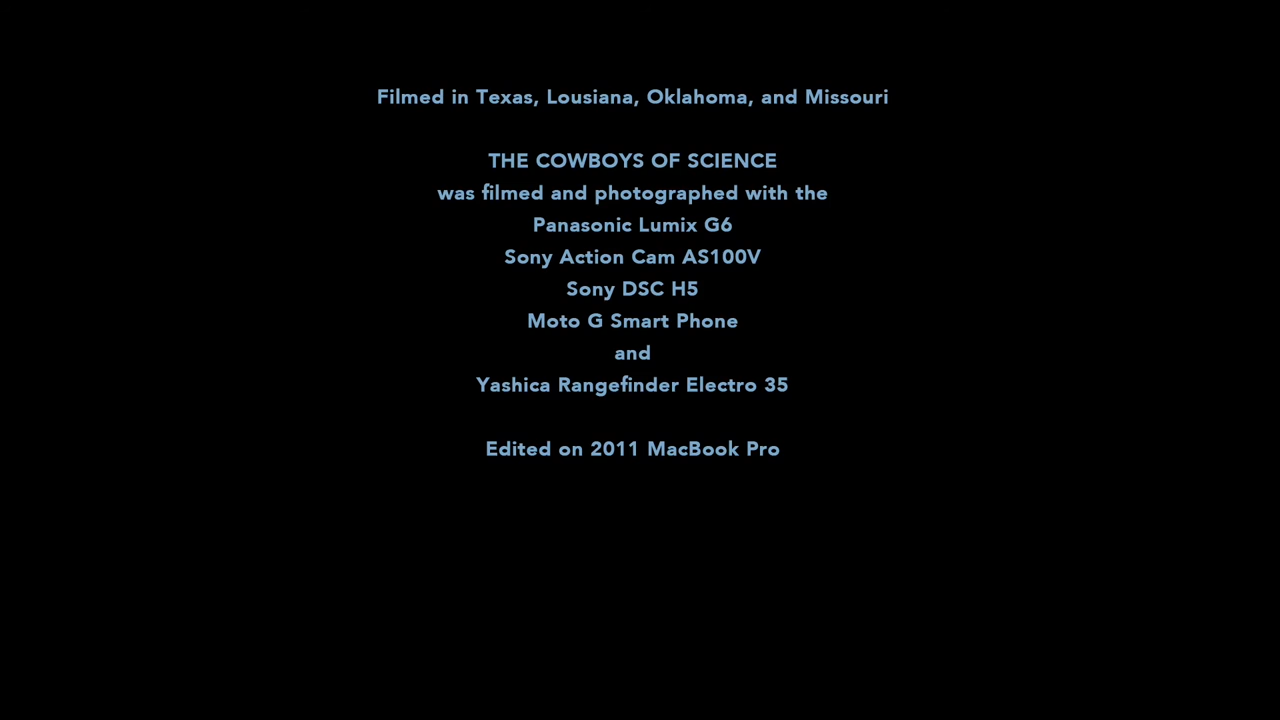 Filmed in Texas, Lousiana, Oklahoma, and Missouri
THE COWBOYS OF SCIENCE
was filmed and photographed with the
Panasonic Lumix G6
Sony Action Cam AS100V
Sony DSC H5
Moto G Smart Phone
and
Yashica Rangefinder Electro 35
Edited on 2011 MacBook Pro